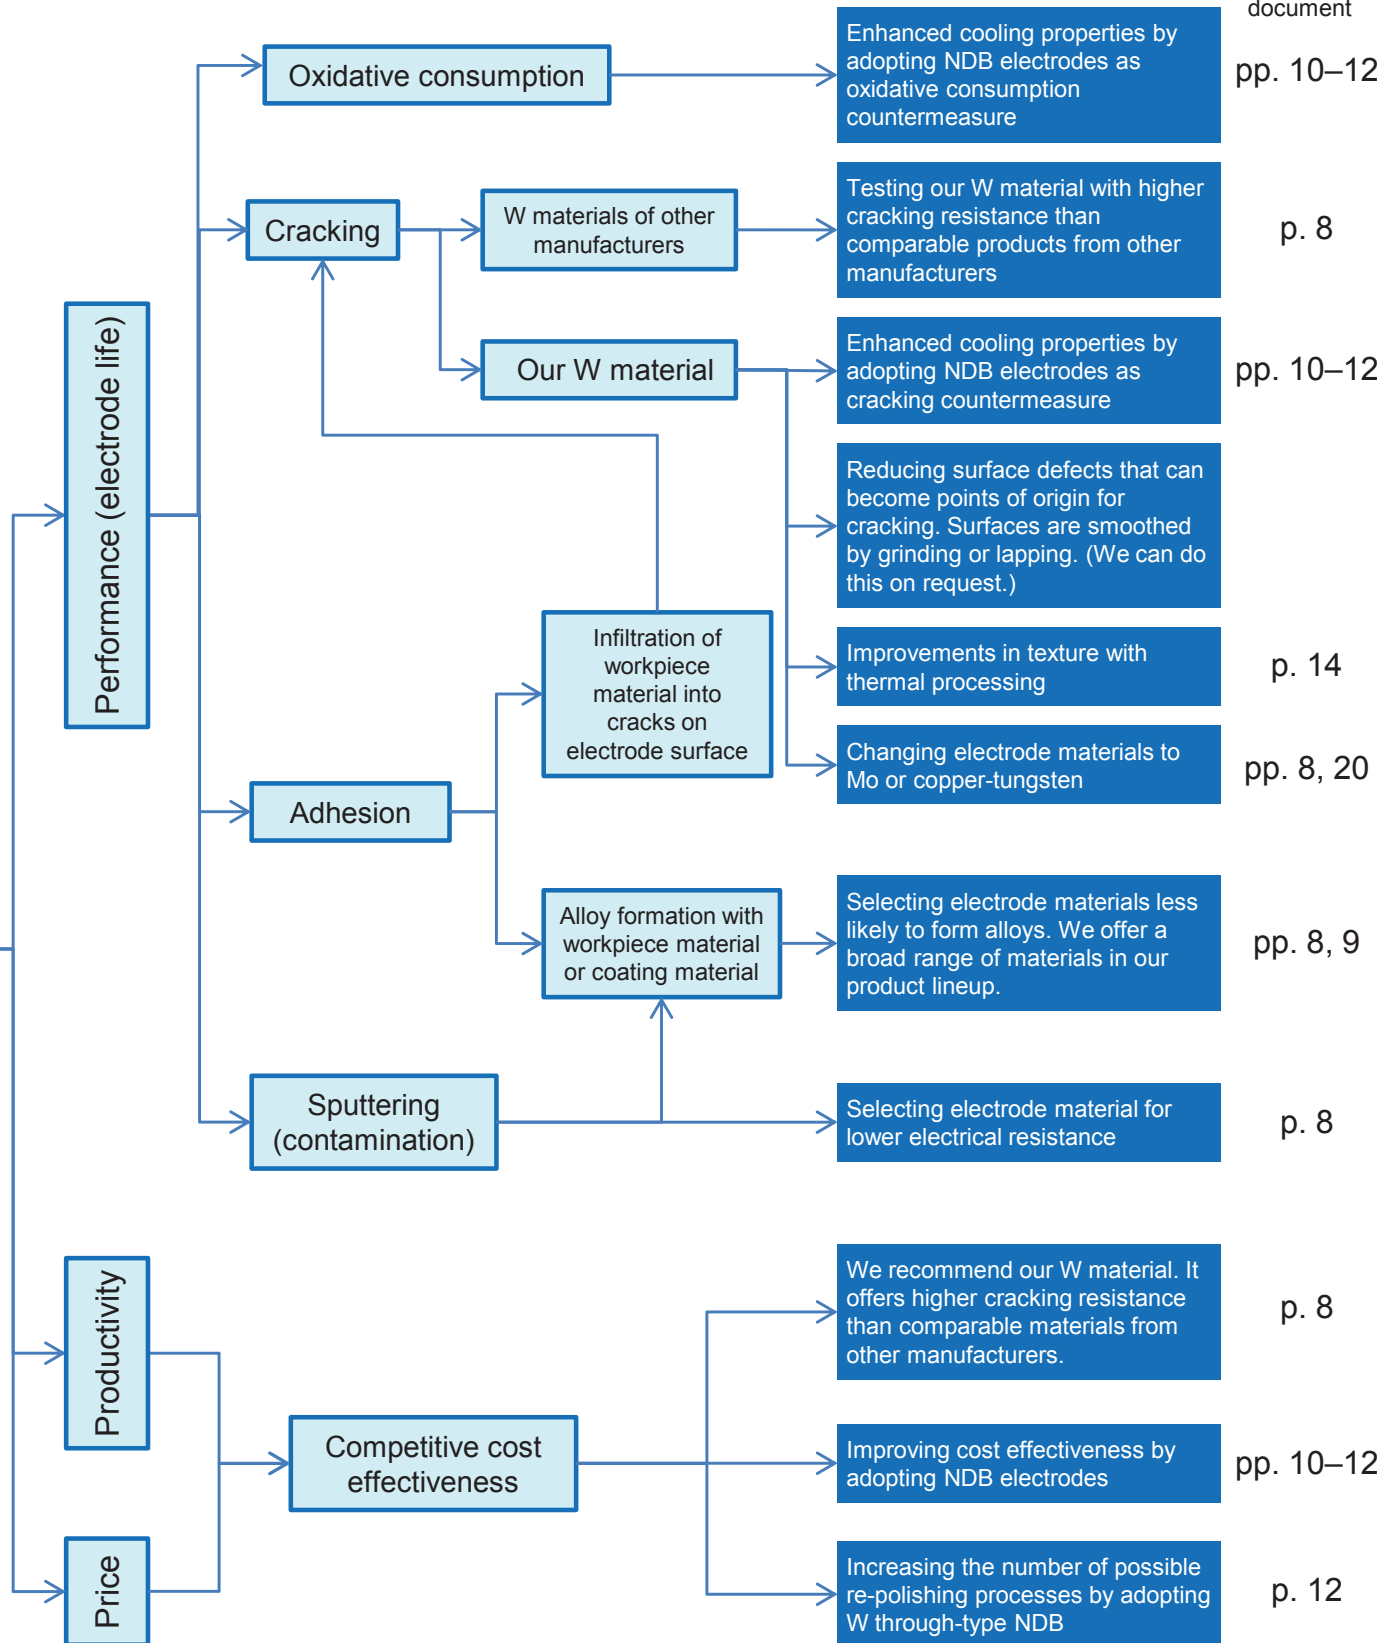 document
Oxidative consumption
Enhanced cooling properties by
adopting NDB electrodes as
oxidative consumption
countermeasure
pp. 10–12
Cracking
W materials of other
manufacturers
Testing our W material with higher
cracking resistance than
comparable products from other
manufacturers
p. 8
Performance (electrode life)
Our W material
Enhanced cooling properties by
adopting NDB electrodes as
cracking countermeasure
pp. 10–12
Reducing surface defects that can
become points of origin for
cracking. Surfaces are smoothed
by grinding or lapping. (We can do
this on request.)
Infiltration of
workpiece
material into
cracks on
electrode surface
Improvements in texture with
thermal processing
p. 14
Changing electrode materials to
Mo or copper-tungsten
pp. 8, 20
Adhesion
Alloy formation with
workpiece material
or coating material
Selecting electrode materials less
likely to form alloys. We offer a
broad range of materials in our
product lineup.
pp. 8, 9
Sputtering
(contamination)
Selecting electrode material for
lower electrical resistance
p. 8
Productivity
We recommend our W material. It
offers higher cracking resistance
than comparable materials from
other manufacturers.
p. 8
Competitive cost
effectiveness
Improving cost effectiveness by
adopting NDB electrodes
pp. 10–12
Price
Increasing the number of possible
re-polishing processes by adopting
W through-type NDB
p. 12